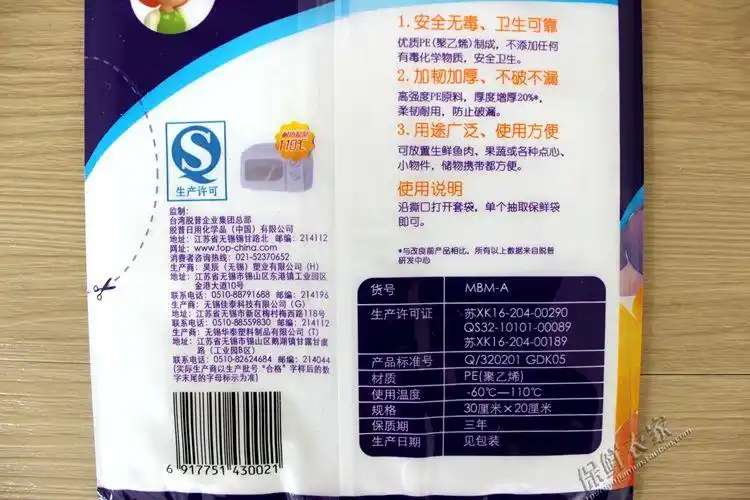 1. 安全无毒、卫生可靠
优质PE(聚乙烯)制成，不添加任何
有毒化学物质，安全卫生。
2. 加韧加厚、不破不漏
高强度PE原料，厚度增厚20%*，
柔韧耐用，防止破漏。
3. 用途广泛、使用方便
可放置生鲜鱼肉、果蔬或各种点心、
小物件，储物携带都方便。
使用说明
沿撕口打开套袋，单个抽取保鲜袋
即可。
*与改良前产品比，所有以上数据来自脱普
研发中心
110℃
生产许可
监制：
台湾脱普企业集团总部
脱普日用化学品（中国）有限公司
地址：江苏省无锡锡甘路北 邮编：214112
网址：www.top-china.com
消费者咨询热线：021-52370652
生产商：昊辰（无锡）塑业有限公司(H)
地址：江苏省无锡市锡山区东港镇工业园区
金港大道10号
联系电话：0510-88791688 邮编：214196
生产商：无锡佳泰科技有限公司(G)
地址：江苏省无锡市新区梅村梅西路118号
联系电话：0510-88559830 邮编：214112
生产商：无锡华泰塑料制品有限公司(T)
地址：江苏省无锡市锡山区鹅湖镇甘露甘虞
路（工业园B区）
联系电话：0510-82624684 邮编：214044
(实际生产商以生产批号“合格”字样后的数
字末尾的字母标示为准)
6 917751 430021
货号 MBM-A
生产许可证 苏XK16-204-00290
QS32-10101-00089
苏XK16-204-00189
产品标准号 Q/320201 GDK05
材质 PE(聚乙烯)
使用温度 -60℃—110℃
规格 30厘米×20厘米
保质期 三年
生产日期 见包装
保鲜农家